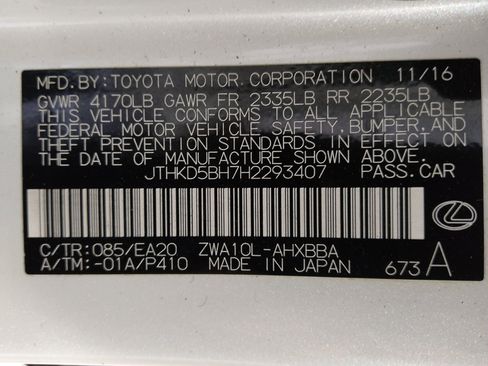 MFD. BY: TOYOTA MOTOR CORPORATION 11/16
GVWR 4170LB GAWR FR 2335LB RR 2235LB
THIS VEHICLE CONFORMS TO ALL APPLICABLE
FEDERAL MOTOR VEHICLE SAFETY, BUMPER, AND
THEFT PREVENTION STANDARDS IN EFFECT ON
THE DATE OF MANUFACTURE SHOWN ABOVE.
JTHKD5BH7H2293407 PASS. CAR
C/TR: 085/EA20 ZWA10L-AHXBBA
A/TM: -01A/P410 MADE IN JAPAN 673 A